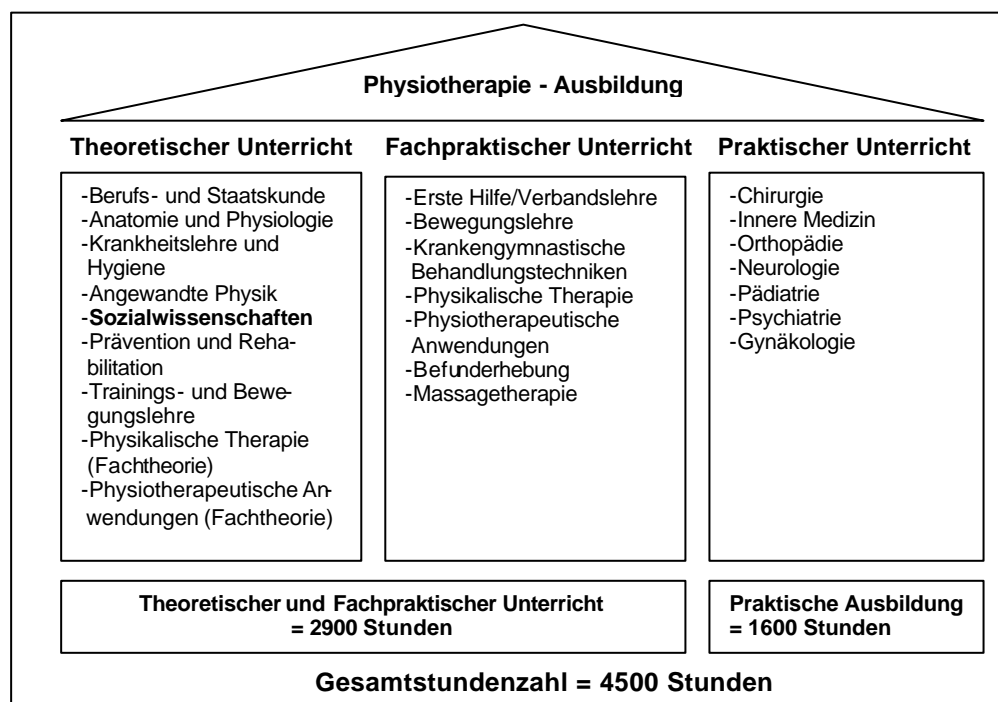 Physiotherapie - Ausbildung
Theoretischer Unterricht
-Berufs- und Staatskunde
-Anatomie und Physiologie
-Krankheitslehre und
Hygiene
-Angewandte Physik
-Sozialwissenschaften
-Prävention und Reha-
bilitation
-Trainings- und Bewe-
gungslehre
-Physikalische Therapie
(Fachtheorie)
-Physiotherapeutische An-
wendungen (Fachtheorie)
Fachpraktischer Unterricht
-Erste Hilfe/Verbandslehre
-Bewegungslehre
-Krankengymnastische
Behandlungstechniken
-Physikalische Therapie
-Physiotherapeutische
Anwendungen
-Befunderhebung
-Massagetherapie
Praktischer Unterricht
-Chirurgie
-Innere Medizin
-Orthopädie
-Neurologie
-Pädiatrie
-Psychiatrie
-Gynäkologie
Theoretischer und Fachpraktischer Unterricht
= 2900 Stunden
Praktische Ausbildung
= 1600 Stunden
Gesamtstundenzahl = 4500 Stunden